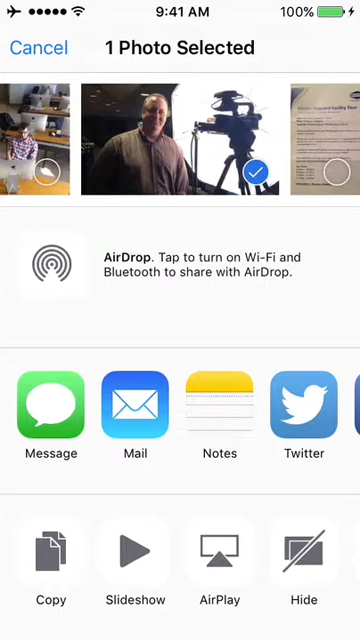 9:41 AM
100%
Cancel
1 Photo Selected
AirDrop. Tap to turn on Wi-Fi and
Bluetooth to share with AirDrop.
Message
Mail
Notes
Twitter
Copy
Slideshow
AirPlay
Hide